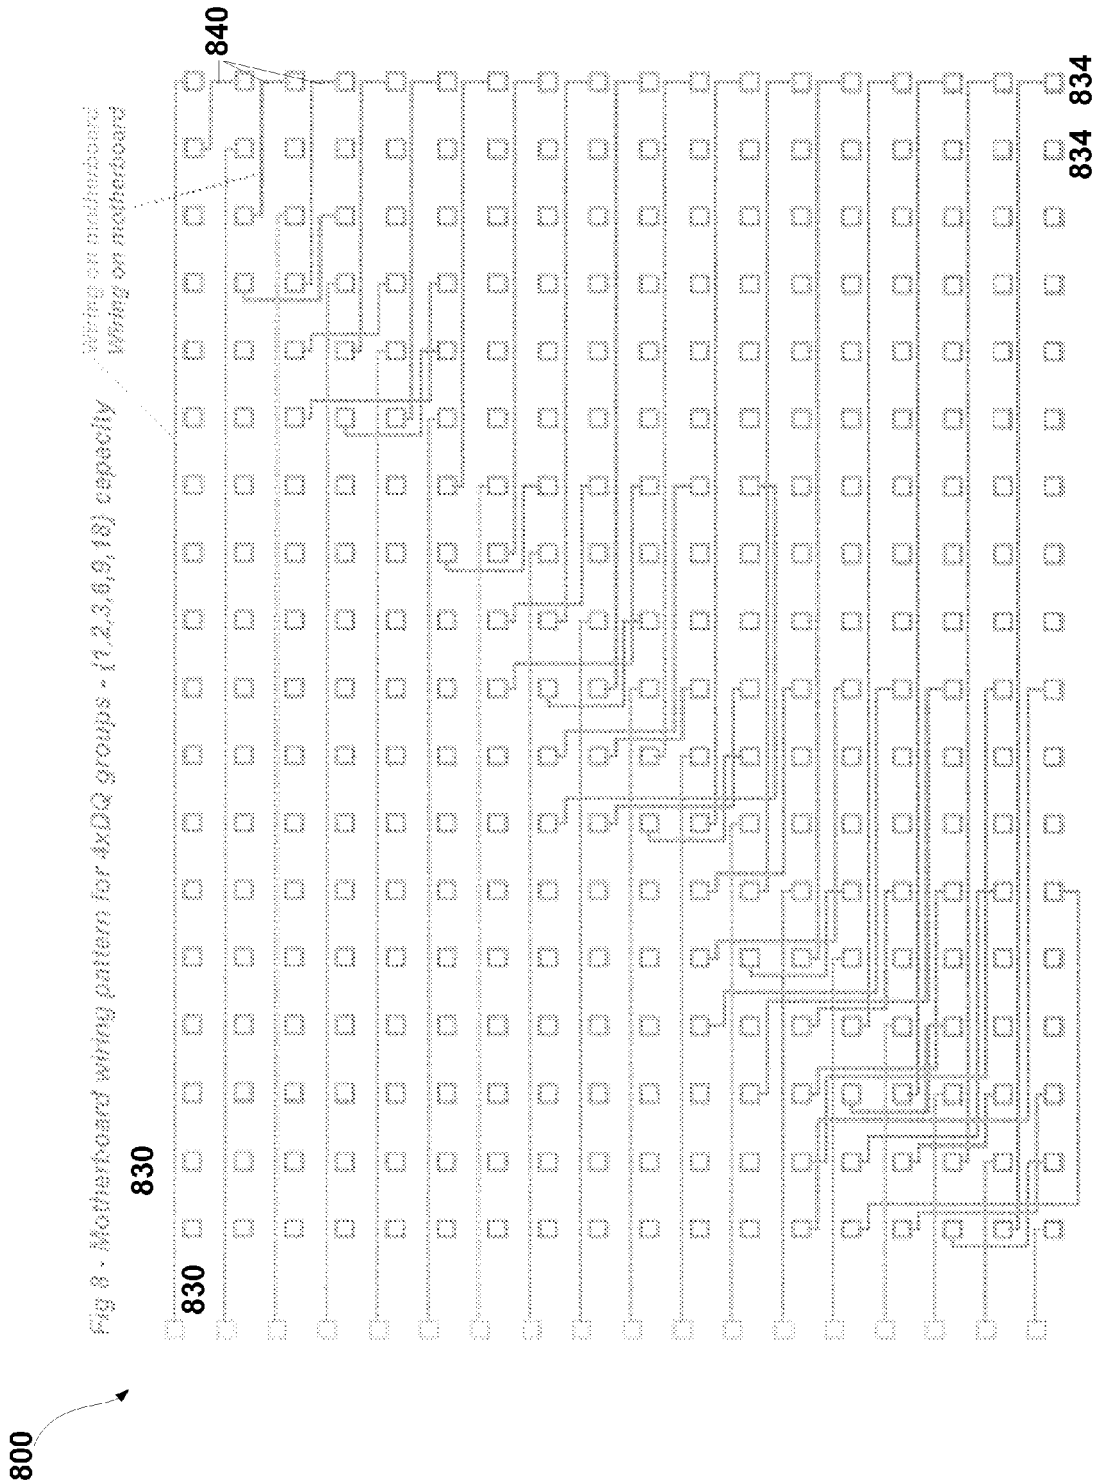 800
Fig 8 - Motherboard wiring pattern for 4xDQ groups - {1,2,3,6,9,18} capacity
Wiring on motherboard
Wiring on motherboard
830
830
840
834
834